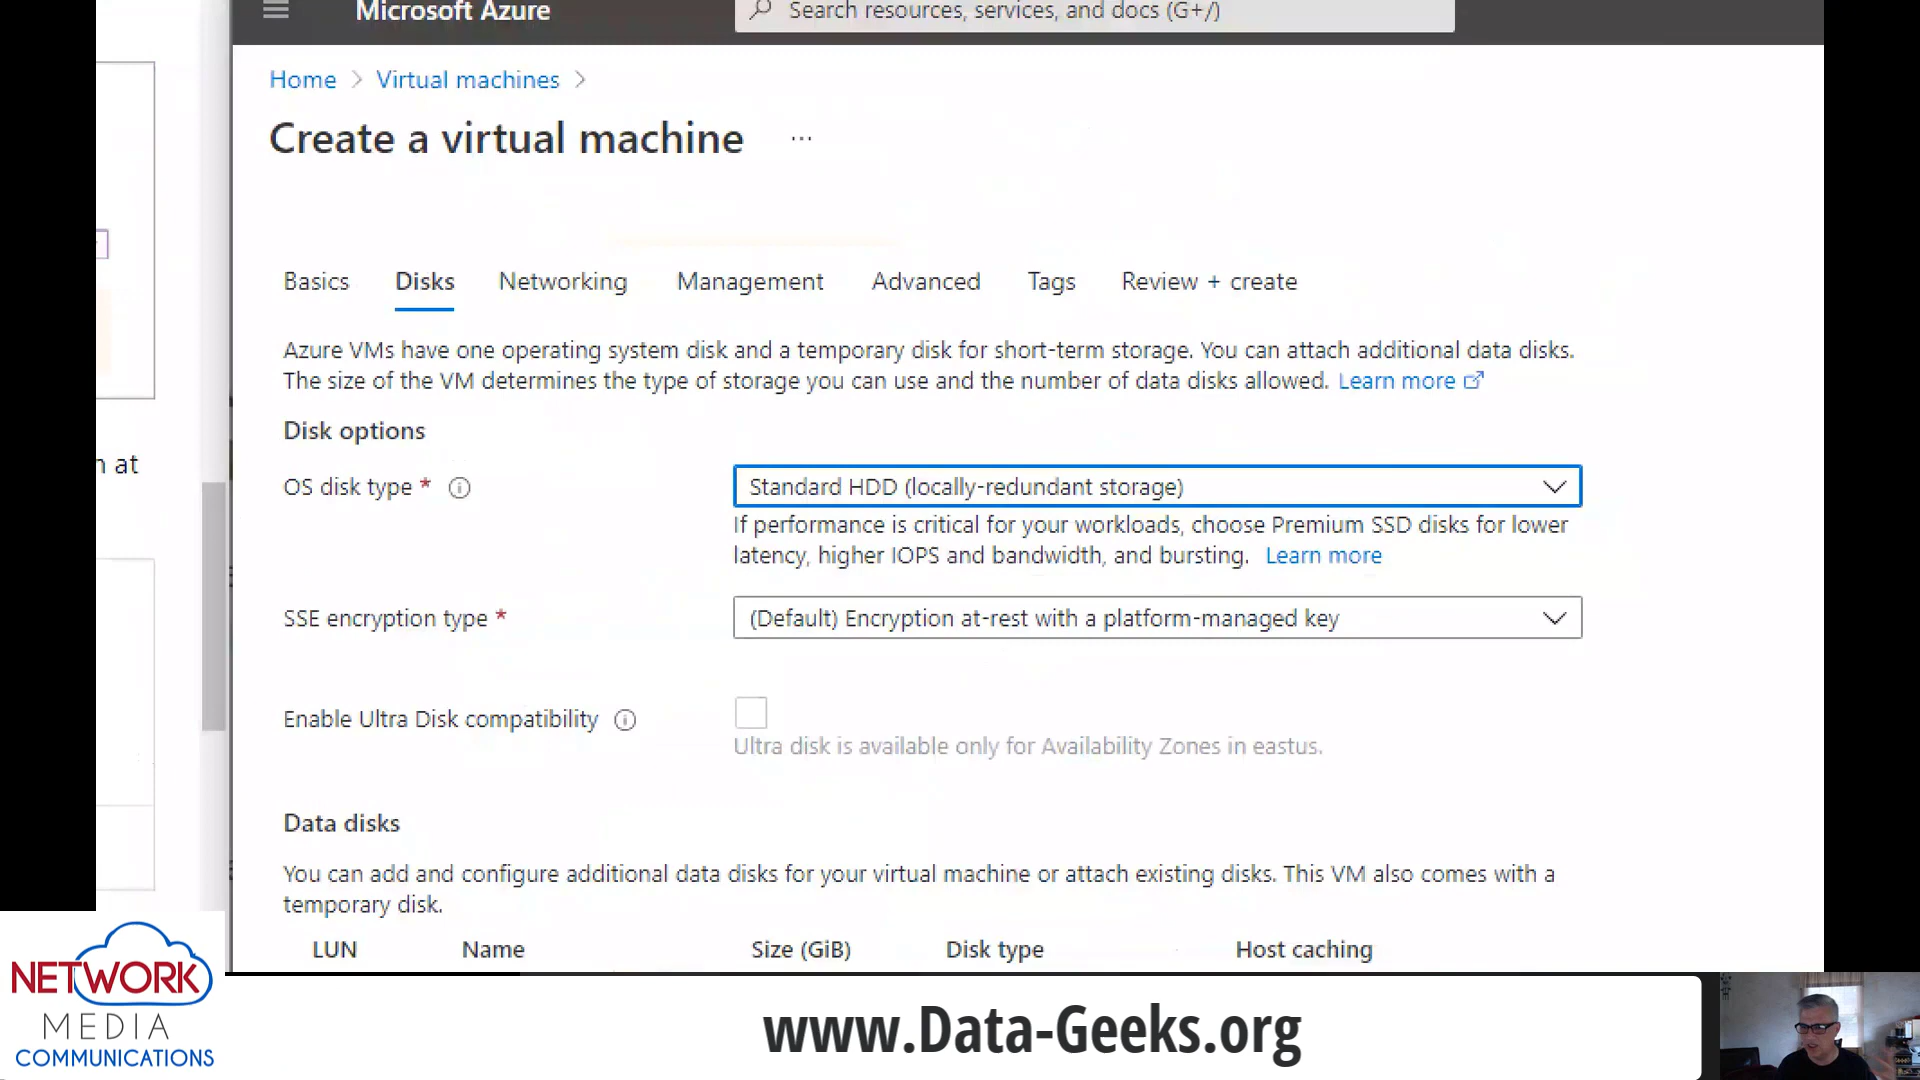 Microsoft Azure
Search resources, services, and docs (G+/)
Home > Virtual machines >
Create a virtual machine ...
Basics Disks Networking Management Advanced Tags Review + create
Azure VMs have one operating system disk and a temporary disk for short-term storage. You can attach additional data disks.
The size of the VM determines the type of storage you can use and the number of data disks allowed. Learn more
Disk options
at
OS disk type * Standard HDD (locally-redundant storage)
If performance is critical for your workloads, choose Premium SSD disks for lower
latency, higher IOPS and bandwidth, and bursting. Learn more
SSE encryption type * (Default) Encryption at-rest with a platform-managed key
Enable Ultra Disk compatibility
Ultra disk is available only for Availability Zones in eastus.
Data disks
You can add and configure additional data disks for your virtual machine or attach existing disks. This VM also comes with a
temporary disk.
LUN Name Size (GiB) Disk type Host caching
NETWORK
MEDIA
COMMUNICATIONS
www.Data-Geeks.org